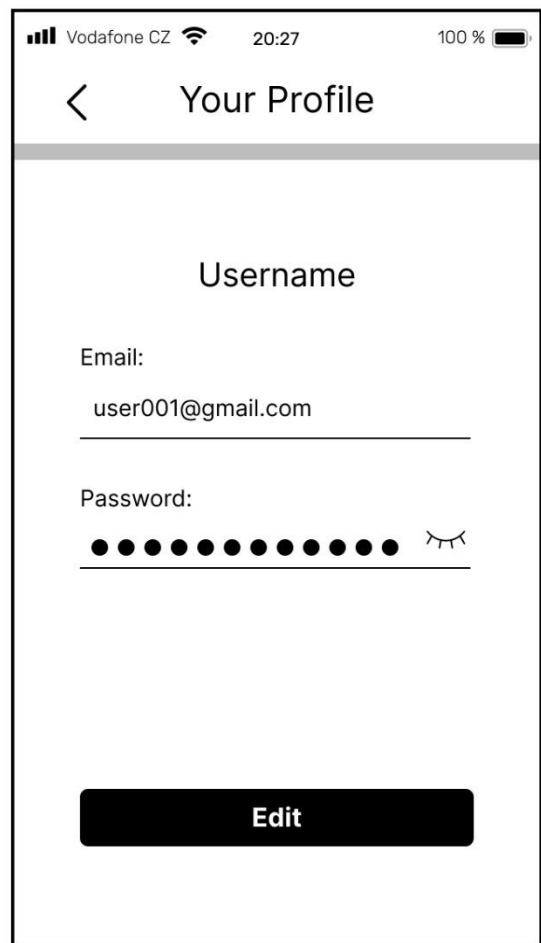 Vodafone CZ 20:27 100 %
Your Profile
Username
Email:
user001@gmail.com
Password:
●●●●●●●●●●●●
Edit